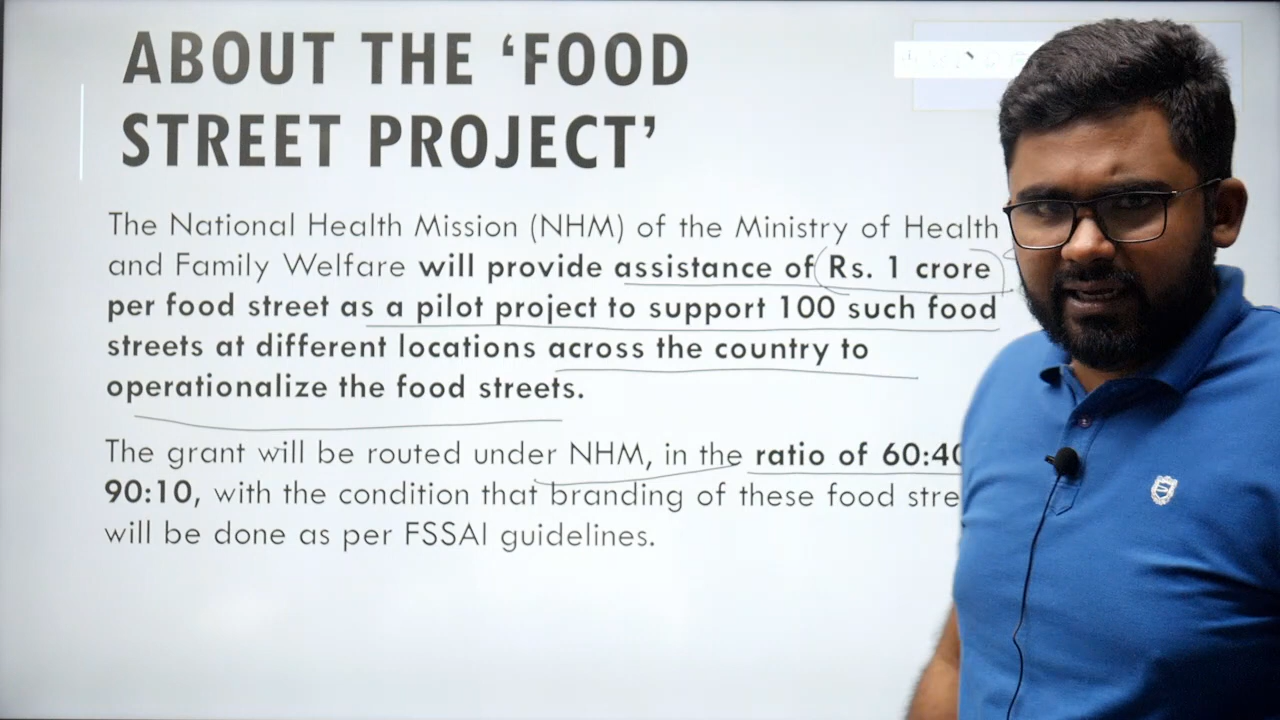 ABOUT THE ‘FOOD
STREET PROJECT’
The National Health Mission (NHM) of the Ministry of Health
and Family Welfare will provide assistance of Rs. 1 crore
per food street as a pilot project to support 100 such food
streets at different locations across the country to
operationalize the food streets.
The grant will be routed under NHM, in the ratio of 60:40
90:10, with the condition that branding of these food stre
will be done as per FSSAI guidelines.